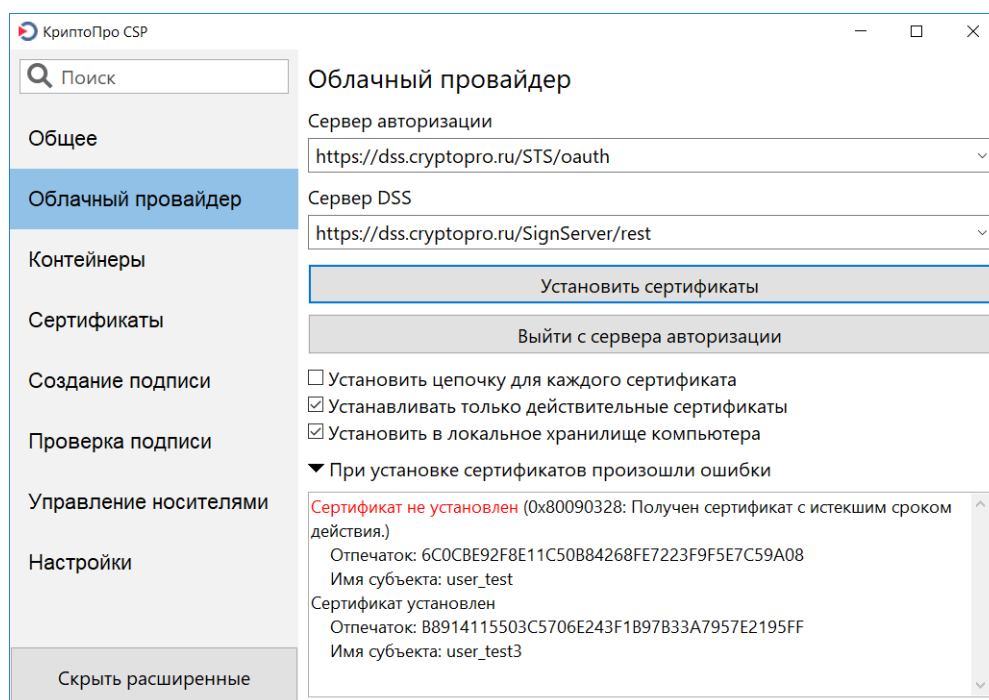 КриптоПро CSP
Поиск
Общее
Облачный провайдер
Контейнеры
Сертификаты
Создание подписи
Проверка подписи
Управление носителями
Настройки
Скрыть расширенные
Облачный провайдер
Сервер авторизации
https://dss.cryptopro.ru/STS/oauth
Сервер DSS
https://dss.cryptopro.ru/SignServer/rest
Установить сертификаты
Выйти с сервера авторизации
Установить цепочку для каждого сертификата
Устанавливать только действительные сертификаты
Установить в локальное хранилище компьютера
При установке сертификатов произошли ошибки
Сертификат не установлен (0x80090328: Получен сертификат с истекшим сроком
действия.)
Отпечаток: 6C0CBE92F8E11C50B84268FE7223F9F5E7C59A08
Имя субъекта: user_test
Сертификат установлен
Отпечаток: B8914115503C5706E243F1B97B33A7957E2195FF
Имя субъекта: user_test3